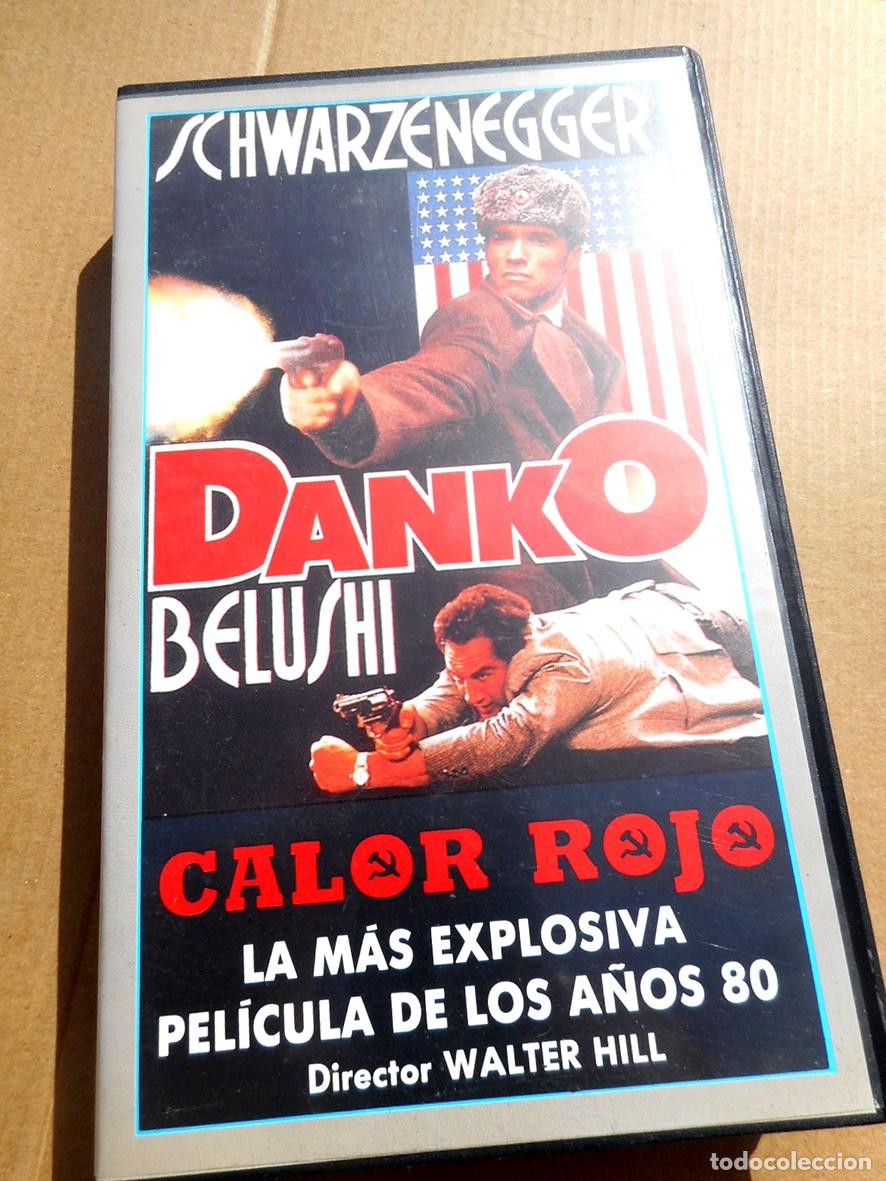 SCHWARZENEGGER
DANKO
BELUSHI
CALOR ROJO
LA MÁS EXPLOSIVA
PELÍCULA DE LOS AÑOS 80
Director WALTER HILL
todocoleccion